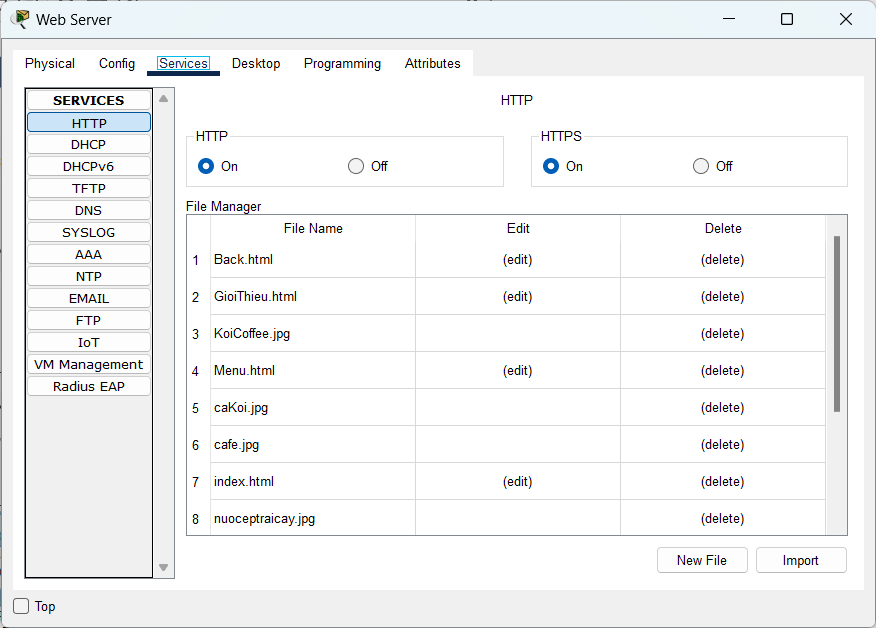 Web Server
Physical Config Services Desktop Programming Attributes
SERVICES
HTTP
DHCP
DHCPv6
TFTP
DNS
SYSLOG
AAA
NTP
EMAIL
FTP
IoT
VM Management
Radius EAP
HTTP
HTTP
On Off
HTTPS
On Off
File Manager
File Name Edit Delete
1 Back.html (edit) (delete)
2 GioiThieu.html (edit) (delete)
3 KoiCoffee.jpg (delete)
4 Menu.html (edit) (delete)
5 caKoi.jpg (delete)
6 cafe.jpg (delete)
7 index.html (edit) (delete)
8 nuoceptraicay.jpg (delete)
New File Import
Top